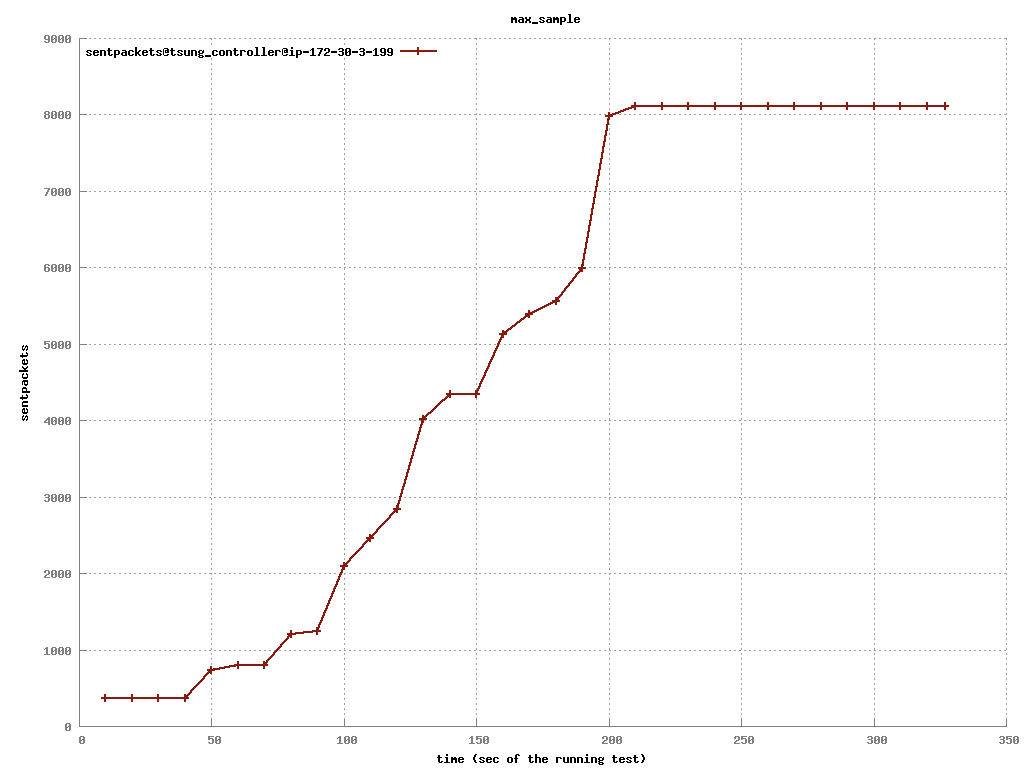 max_sample
9000
sentpackets@tsung_controller@ip-172-30-3-199
8000
7000
6000
5000
sentpackets
4000
3000
2000
1000
0
0 50 100 150 200 250 300 350
time (sec of the running test)